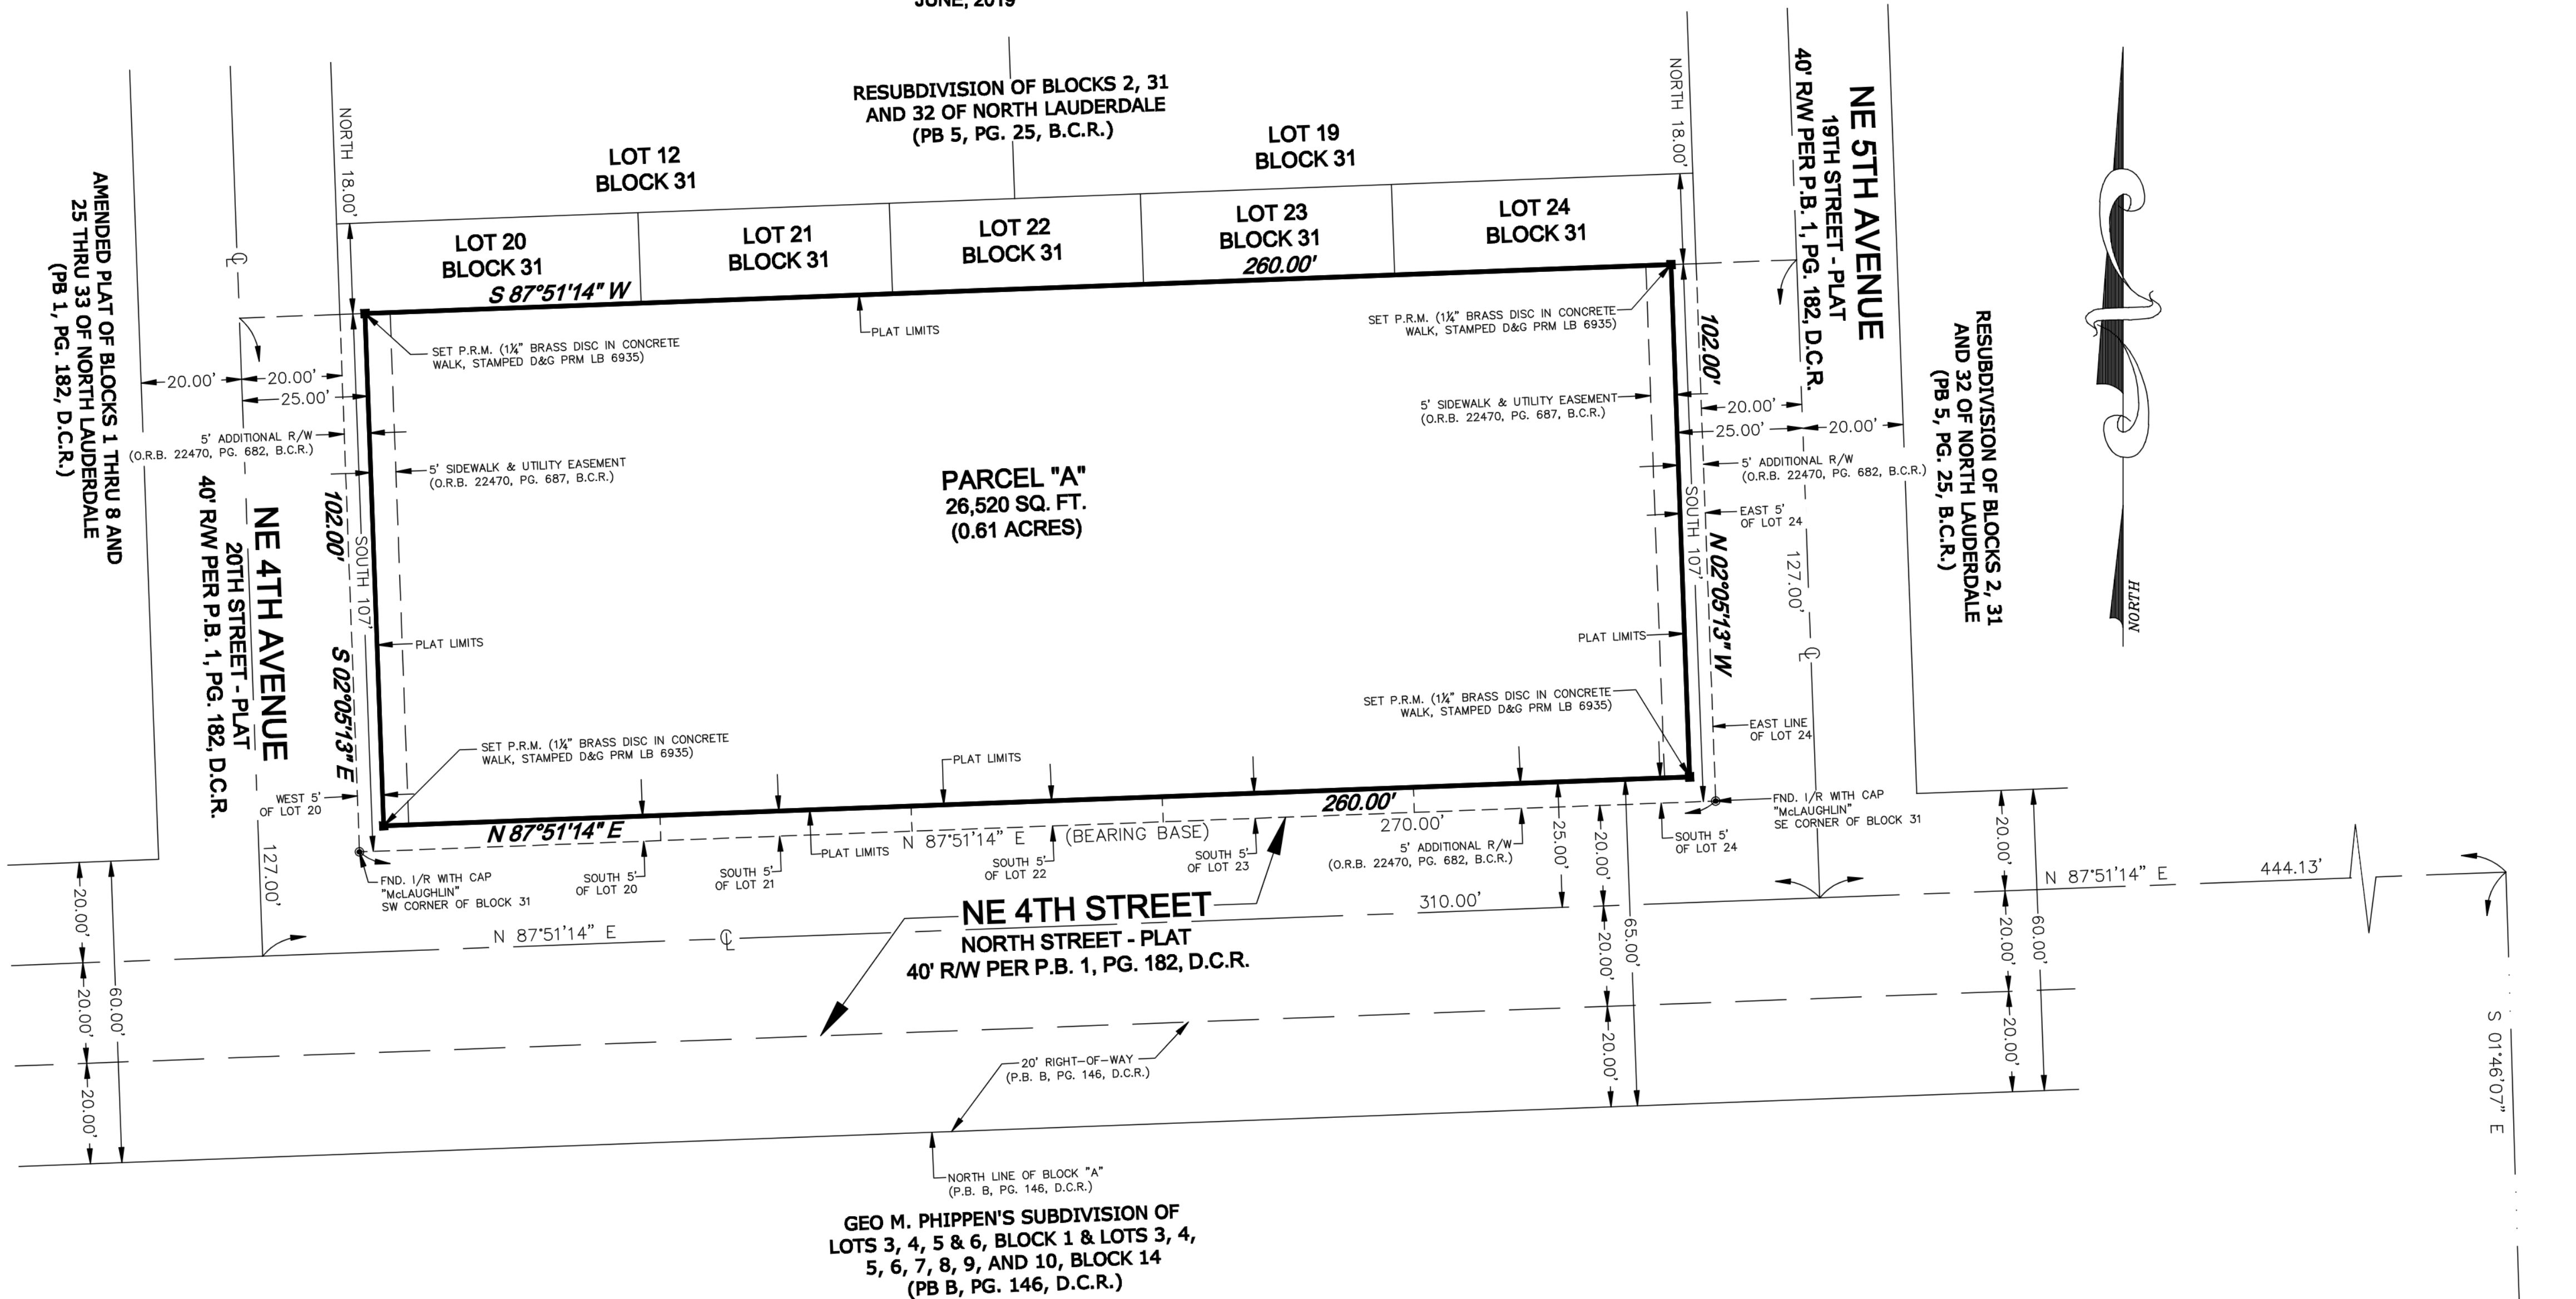 JUNE, 2019
RESUBDIVISION OF BLOCKS 2, 31
AND 32 OF NORTH LAUDERDALE
(PB 5, PG. 25, B.C.R.)
NORTH 18.00'
NORTH 18.00'
LOT 12
BLOCK 31
LOT 19
BLOCK 31
LOT 20
BLOCK 31
LOT 21
BLOCK 31
LOT 22
BLOCK 31
LOT 23
BLOCK 31
LOT 24
BLOCK 31
S 87°51'14" W
260.00'
PLAT LIMITS
SET P.R.M. (1¼" BRASS DISC IN CONCRETE
WALK, STAMPED D&G PRM LB 6935)
SET P.R.M. (1¼" BRASS DISC IN CONCRETE
WALK, STAMPED D&G PRM LB 6935)
AMENDED PLAT OF BLOCKS 1 THRU 8 AND
25 THRU 33 OF NORTH LAUDERDALE
(PB 1, PG. 182, D.C.R.)
20.00'
20.00'
25.00'
5' ADDITIONAL R/W
(O.R.B. 22470, PG. 682, B.C.R.)
5' SIDEWALK & UTILITY EASEMENT
(O.R.B. 22470, PG. 687, B.C.R.)
NE 4TH AVENUE
20TH STREET - PLAT
40' R/W PER P.B. 1, PG. 182, D.C.R.
102.00'
SOUTH 107'
S 02°05'13" E
PLAT LIMITS
PARCEL "A"
26,520 SQ. FT.
(0.61 ACRES)
5' SIDEWALK & UTILITY EASEMENT
(O.R.B. 22470, PG. 687, B.C.R.)
NE 5TH AVENUE
19TH STREET - PLAT
40' R/W PER P.B. 1, PG. 182, D.C.R.
102.00'
20.00'
25.00'
20.00'
5' ADDITIONAL R/W
(O.R.B. 22470, PG. 682, B.C.R.)
EAST 5'
OF LOT 24
SOUTH 107'
N 02°05'13" W
127.00'
PLAT LIMITS
EAST LINE
OF LOT 24
RESUBDIVISION OF BLOCKS 2, 31
AND 32 OF NORTH LAUDERDALE
(PB 5, PG. 25, B.C.R.)
NORTH
SET P.R.M. (1¼" BRASS DISC IN CONCRETE
WALK, STAMPED D&G PRM LB 6935)
SET P.R.M. (1¼" BRASS DISC IN CONCRETE
WALK, STAMPED D&G PRM LB 6935)
WEST 5'
OF LOT 20
127.00'
PLAT LIMITS
N 87°51'14" E
260.00'
PLAT LIMITS
N 87°51'14" E (BEARING BASE)
270.00'
FND. I/R WITH CAP
"McLAUGHLIN"
SW CORNER OF BLOCK 31
SOUTH 5'
OF LOT 20
SOUTH 5'
OF LOT 21
SOUTH 5'
OF LOT 22
SOUTH 5'
OF LOT 23
5' ADDITIONAL R/W
(O.R.B. 22470, PG. 682, B.C.R.)
SOUTH 5'
OF LOT 24
FND. I/R WITH CAP
"McLAUGHLIN"
SE CORNER OF BLOCK 31
N 87°51'14" E
℄
NE 4TH STREET
NORTH STREET - PLAT
40' R/W PER P.B. 1, PG. 182, D.C.R.
310.00'
N 87°51'14" E
444.13'
20.00'
20.00'
20.00'
60.00'
25.00'
20.00'
20.00'
20.00'
65.00'
20.00'
20.00'
20.00'
60.00'
S 01°46'07" E
20' RIGHT-OF-WAY
(P.B. B, PG. 146, D.C.R.)
NORTH LINE OF BLOCK "A"
(P.B. B, PG. 146, D.C.R.)
GEO M. PHIPPEN'S SUBDIVISION OF
LOTS 3, 4, 5 & 6, BLOCK 1 & LOTS 3, 4,
5, 6, 7, 8, 9, AND 10, BLOCK 14
(PB B, PG. 146, D.C.R.)